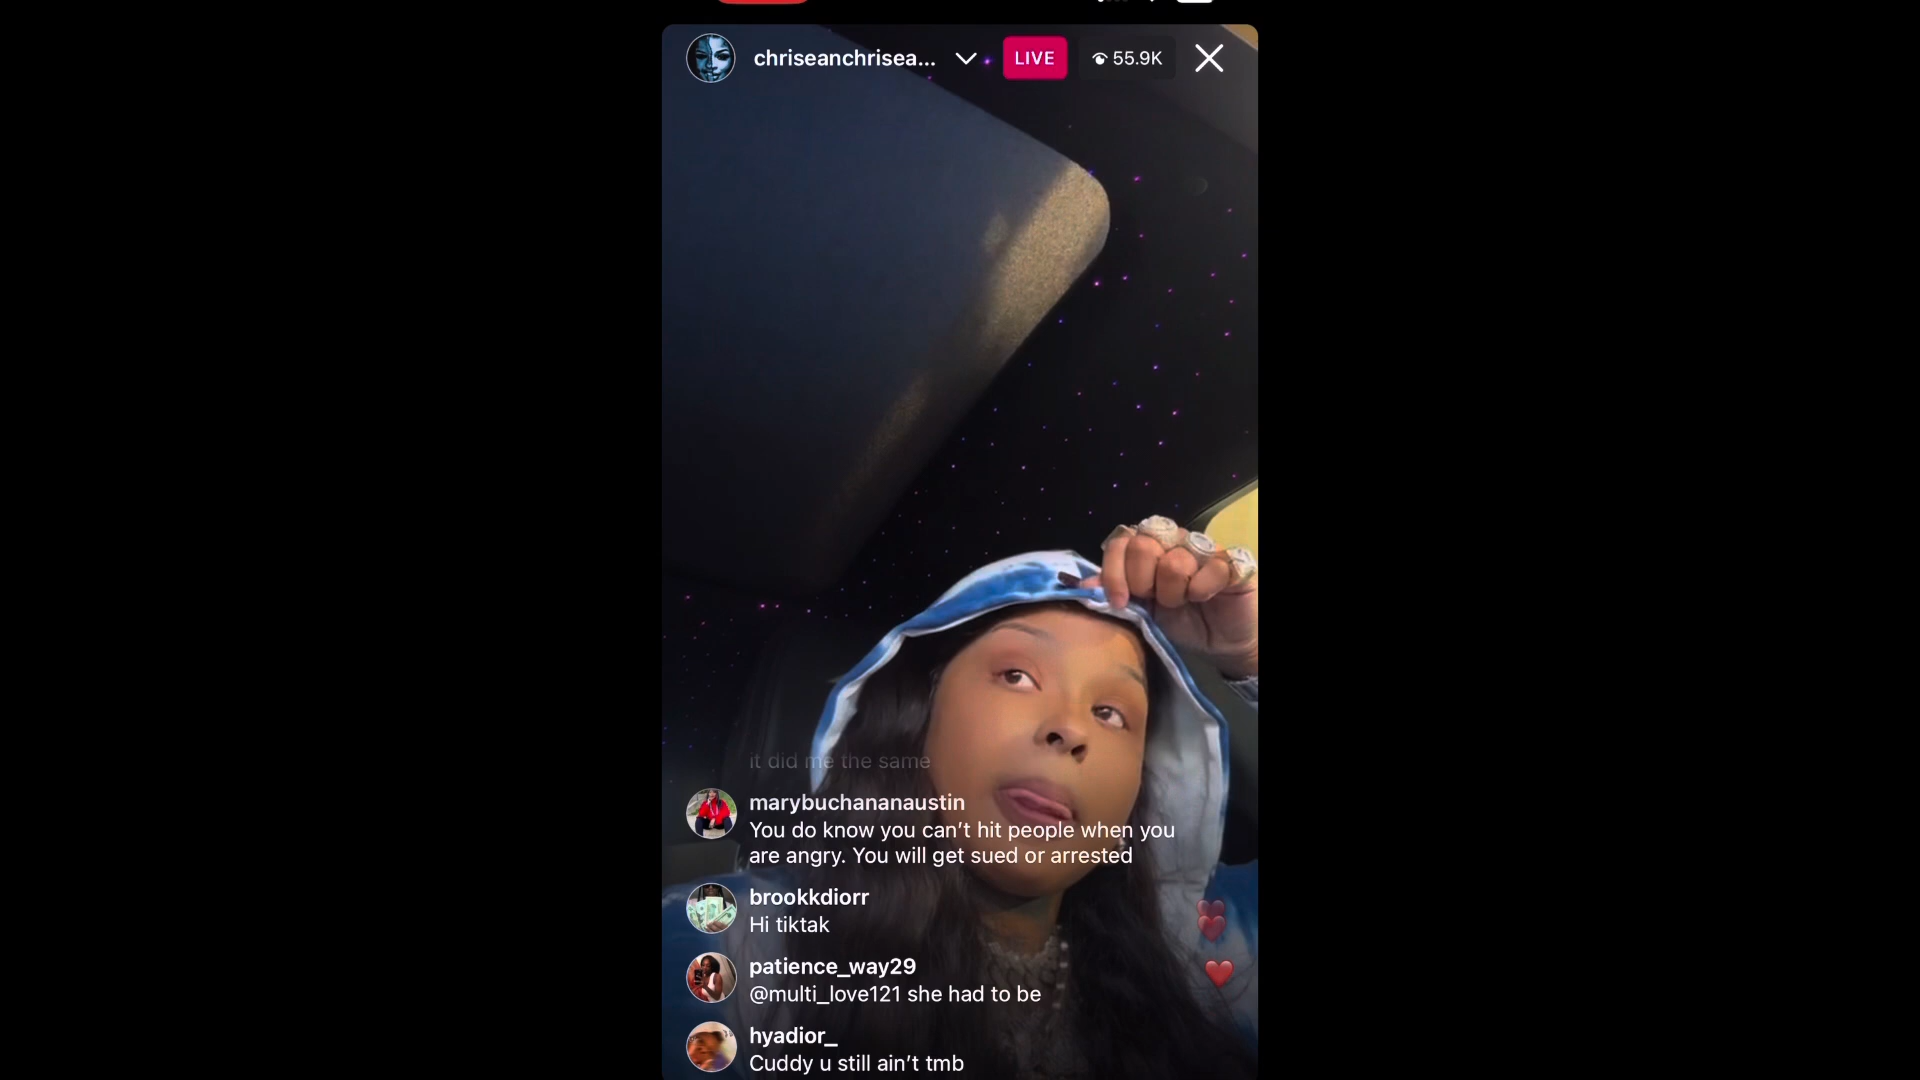 chriseanchrisea...
LIVE
55.9K
it did me the same
marybuchananaustin
You do know you can’t hit people when you
are angry. You will get sued or arrested
brookkdiorr
Hi tiktak
patience_way29
@multi_love121 she had to be
hyadior_
Cuddy u still ain’t tmb